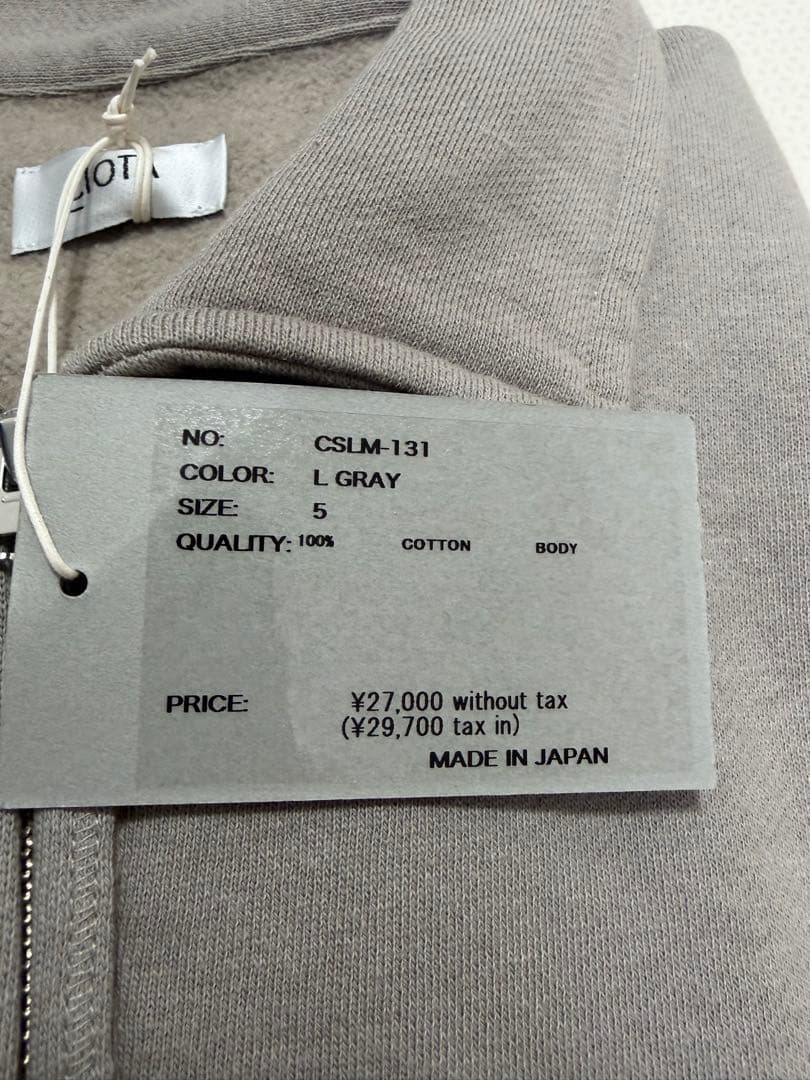 CIOTA
NO: CSLM-131
COLOR: L GRAY
SIZE: 5
QUALITY: 100% COTTON BODY
PRICE: ¥27,000 without tax
(¥29,700 tax in)
MADE IN JAPAN